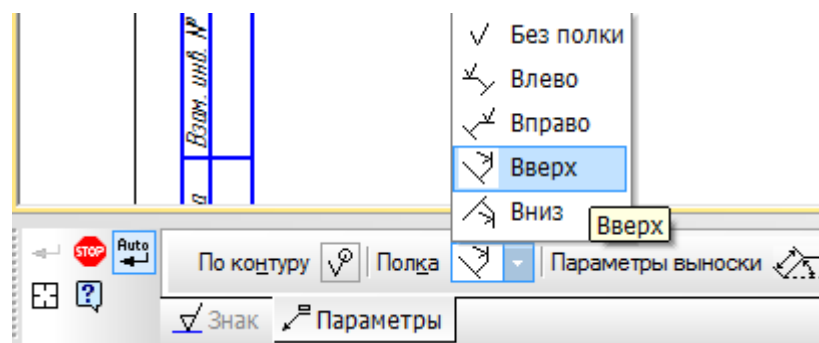 Без полки
Влево
Вправо
Вверх
Вниз
Вверх
Взам. инв. №
а
STOP
Auto
По контуру
Полка
Параметры выноски
Знак
Параметры